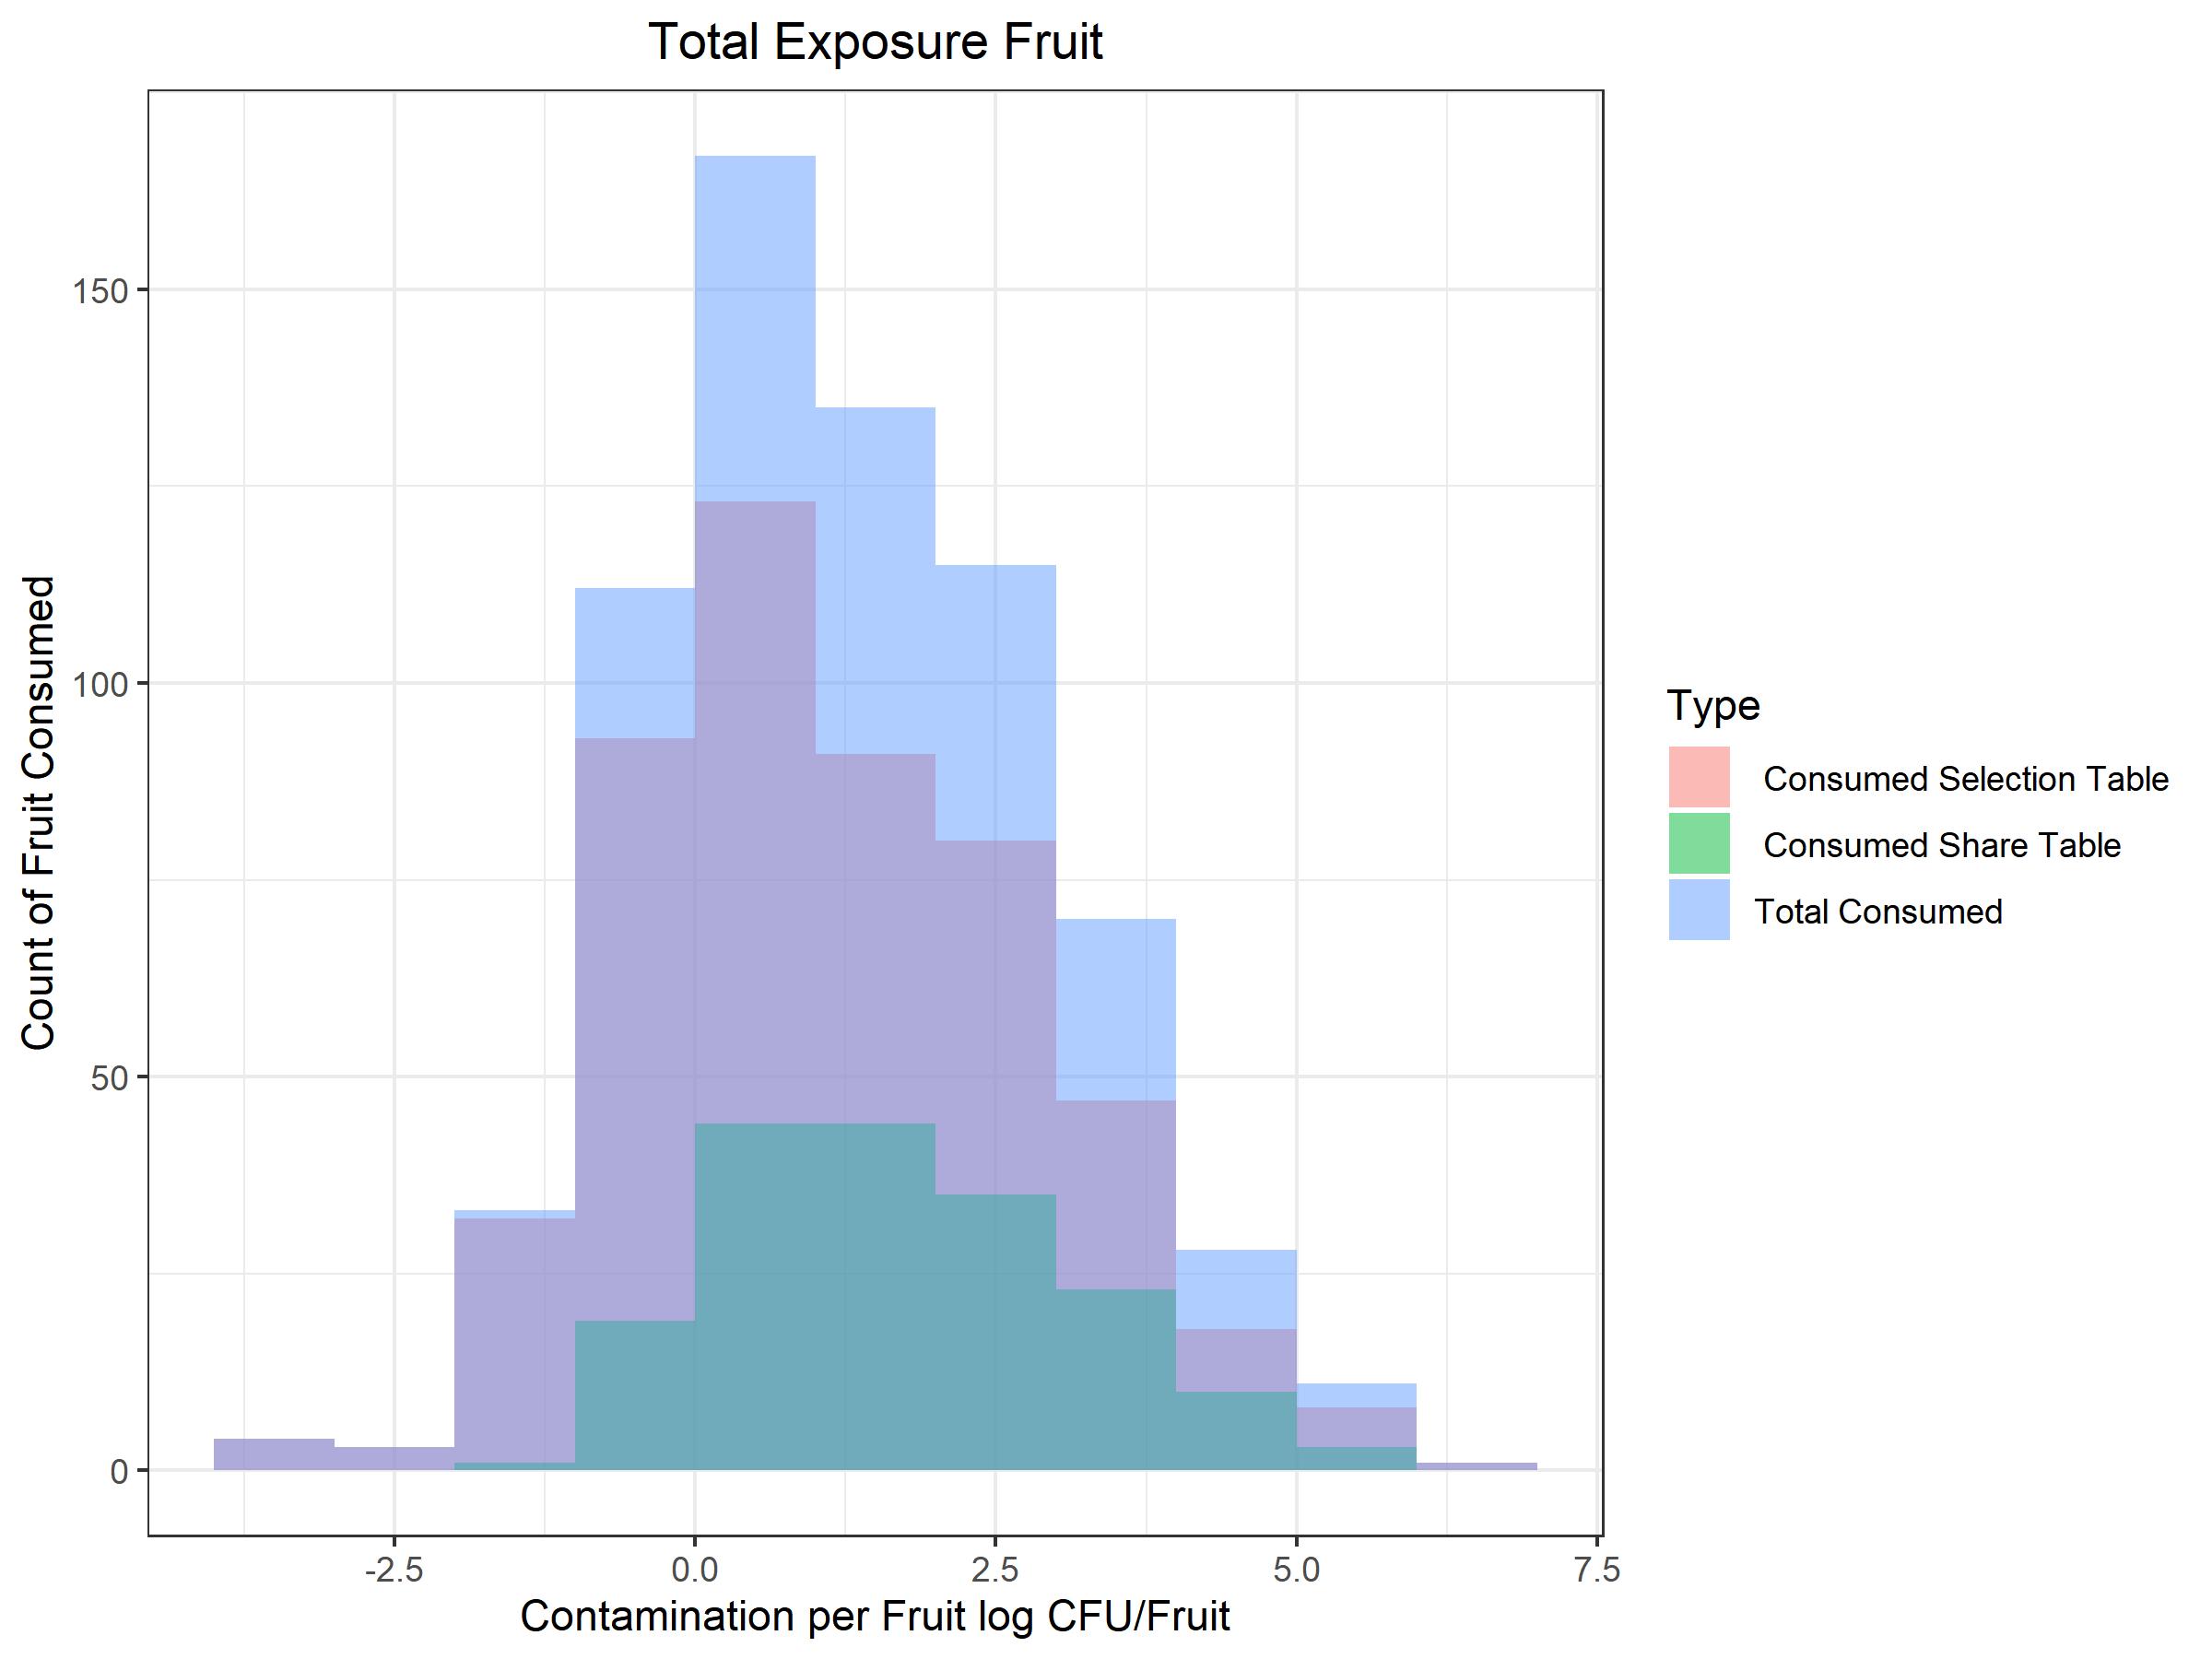 Total Exposure Fruit
Count of Fruit Consumed
150
100
50
0
-2.5 0.0 2.5 5.0 7.5
Contamination per Fruit log CFU/Fruit
Type
Consumed Selection Table
Consumed Share Table
Total Consumed